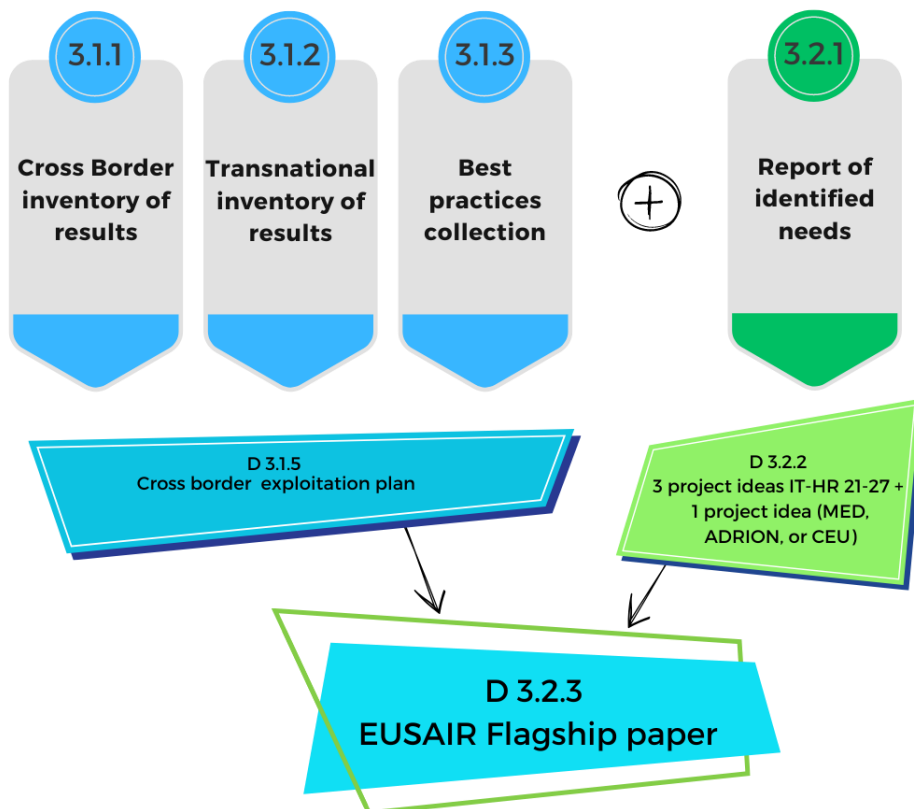 3.1.1
3.1.2
3.1.3
3.2.1
Cross Border
inventory of
results
Transnational
inventory of
results
Best
practices
collection
+
Report of
identified
needs
D 3.1.5
Cross border exploitation plan
D 3.2.2
3 project ideas IT-HR 21-27 +
1 project idea (MED,
ADRION, or CEU)
D 3.2.3
EUSAIR Flagship paper